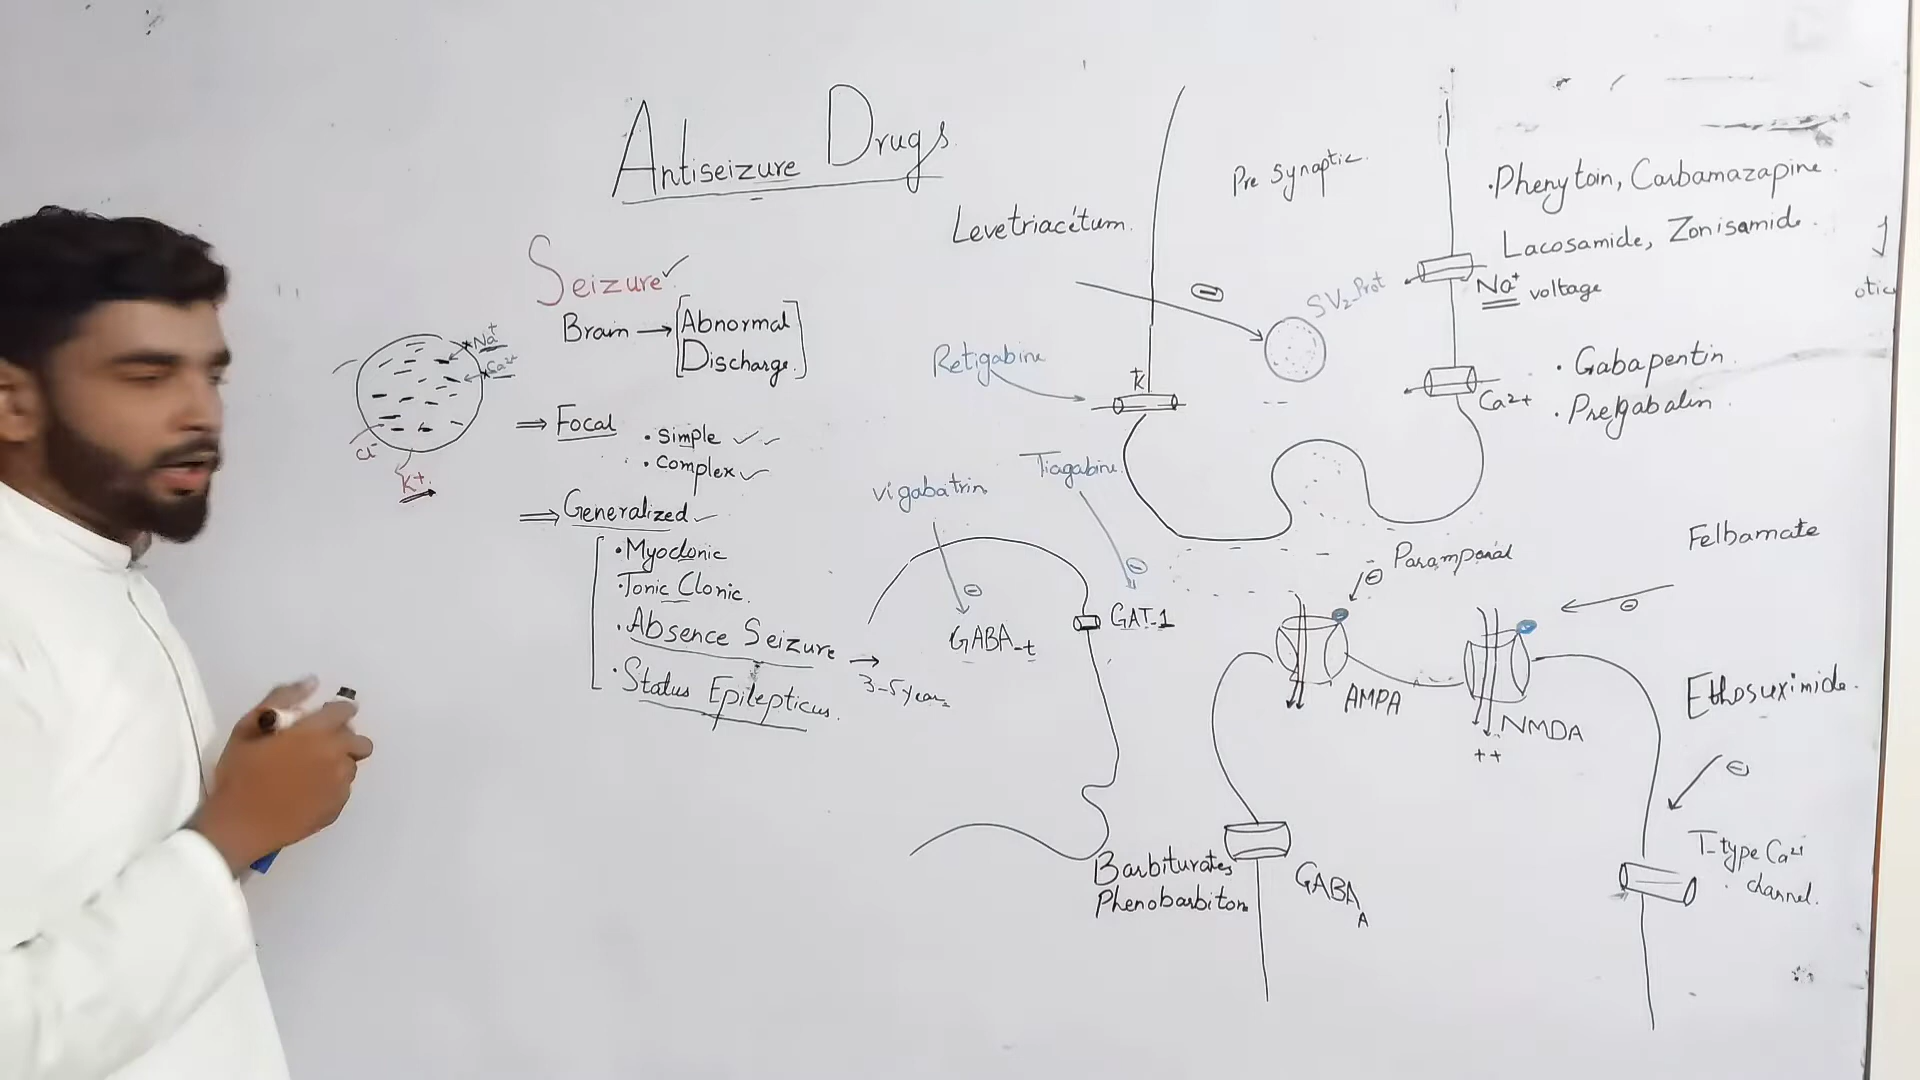 Antiseizure Drugs
Seizure
Brain → [Abnormal
Discharge.]
Na+
Ca2+
Cl-
K+
⇒ Focal
• simple ✓ ✓
• complex ✓
⇒ Generalized ✓
• Myoclonic
• Tonic Clonic.
• Absence Seizure →
3-5 years
• Status Epilepticus.
Levetriacétum.
Pre Synaptic.
SV2-Prot
Retigabine
K+
• Phenytoin, Carbamazapine.
Lacosamide, Zonisamide.
Na+ voltage
• Gabapentin
• Pregabalin
Ca2+
vigabatrin
Tiagabine.
GABA-t
GAT-1
Parampanal
Felbamate
AMPA
NMDA
++
Ethosuximide.
T-type Ca2+
channel.
Barbiturates
Phenobarbiton
GABA A